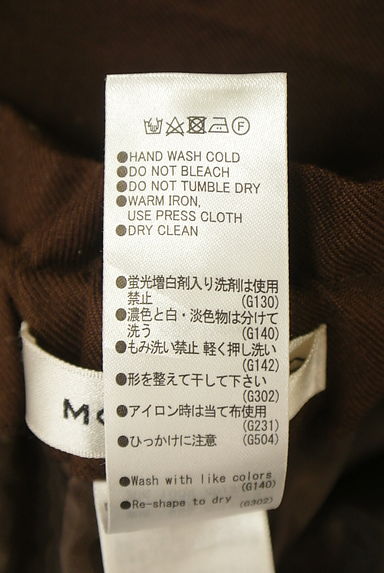 Ⓕ
●HAND WASH COLD
●DO NOT BLEACH
●DO NOT TUMBLE DRY
●WARM IRON,
USE PRESS CLOTH
●DRY CLEAN
●蛍光増白剤入り洗剤は使用
禁止
(G130)
●濃色と白・淡色物は分けて
洗う
(G140)
●もみ洗い禁止 軽く押し洗い
(G142)
●形を整えて干して下さい
(G302)
●アイロン時は当て布使用
(G231)
●ひっかけに注意 (G504)
●Wash with like colors
(G140)
●Re-shape to dry (G302)